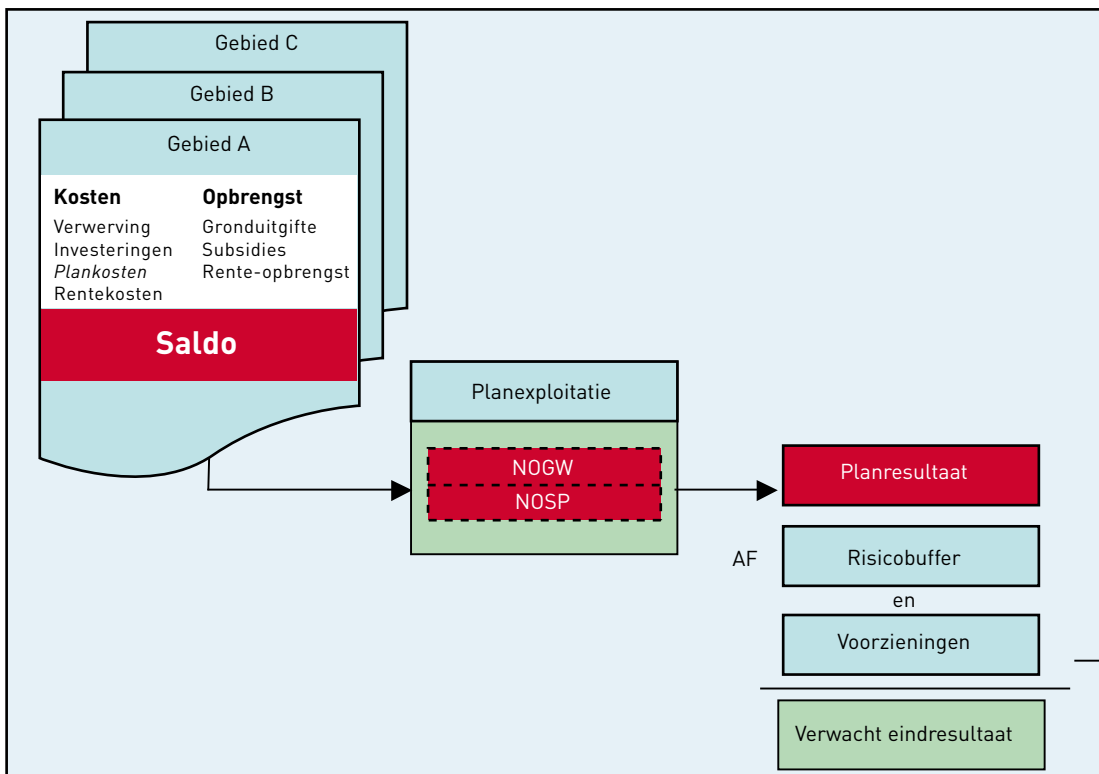 Gebied C
Gebied B
Gebied A
Kosten
Verwerving
Investeringen
Plankosten
Rentekosten
Opbrengst
Gronduitgifte
Subsidies
Rente-opbrengst
Saldo
Planexploitatie
NOGW
NOSP
Planresultaat
AF
Risicobuffer
en
Voorzieningen
Verwacht eindresultaat